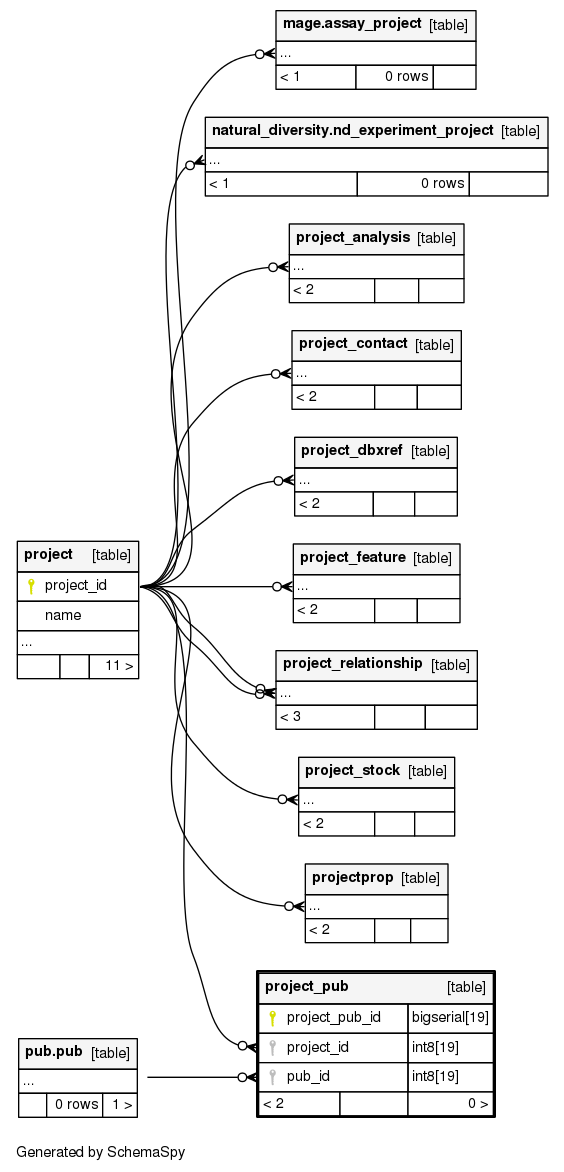 mage.assay_project [table]
...
< 1 0 rows
natural_diversity.nd_experiment_project [table]
...
< 1 0 rows
project_analysis [table]
...
< 2
project_contact [table]
...
< 2
project_dbxref [table]
...
< 2
project [table]
project_id
name
...
11 >
project_feature [table]
...
< 2
project_relationship [table]
...
< 3
project_stock [table]
...
< 2
projectprop [table]
...
< 2
project_pub [table]
project_pub_id bigserial[19]
project_id int8[19]
pub_id int8[19]
< 2 0 >
pub.pub [table]
...
0 rows 1 >
Generated by SchemaSpy